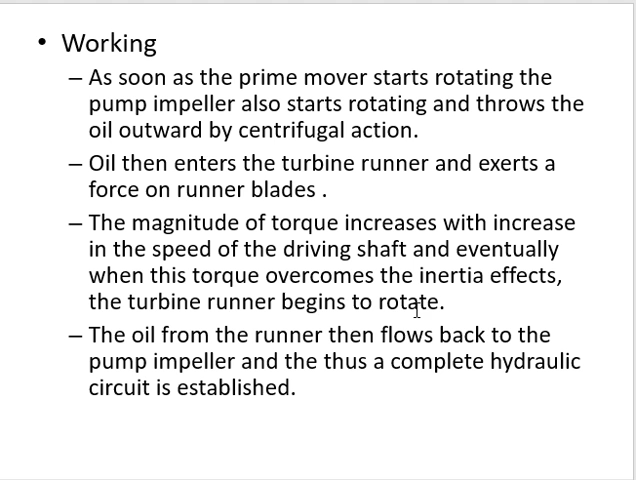 • Working
– As soon as the prime mover starts rotating the
pump impeller also starts rotating and throws the
oil outward by centrifugal action.
– Oil then enters the turbine runner and exerts a
force on runner blades .
– The magnitude of torque increases with increase
in the speed of the driving shaft and eventually
when this torque overcomes the inertia effects,
the turbine runner begins to rotate.
– The oil from the runner then flows back to the
pump impeller and the thus a complete hydraulic
circuit is established.